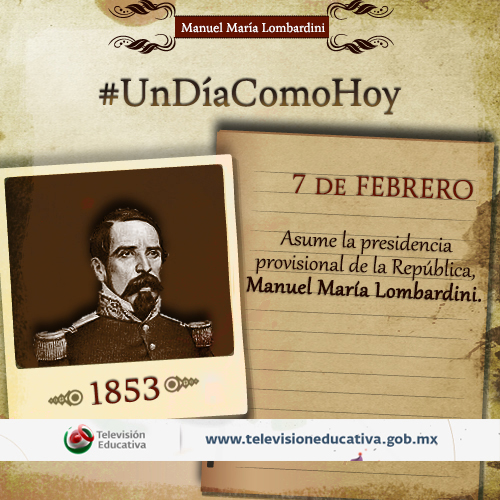 Manuel María Lombardini
#UnDíaComoHoy
7 DE FEBRERO
Asume la presidencia
provisional de la República,
Manuel María Lombardini.
1853
Televisión
Educativa
www.televisioneducativa.gob.mx